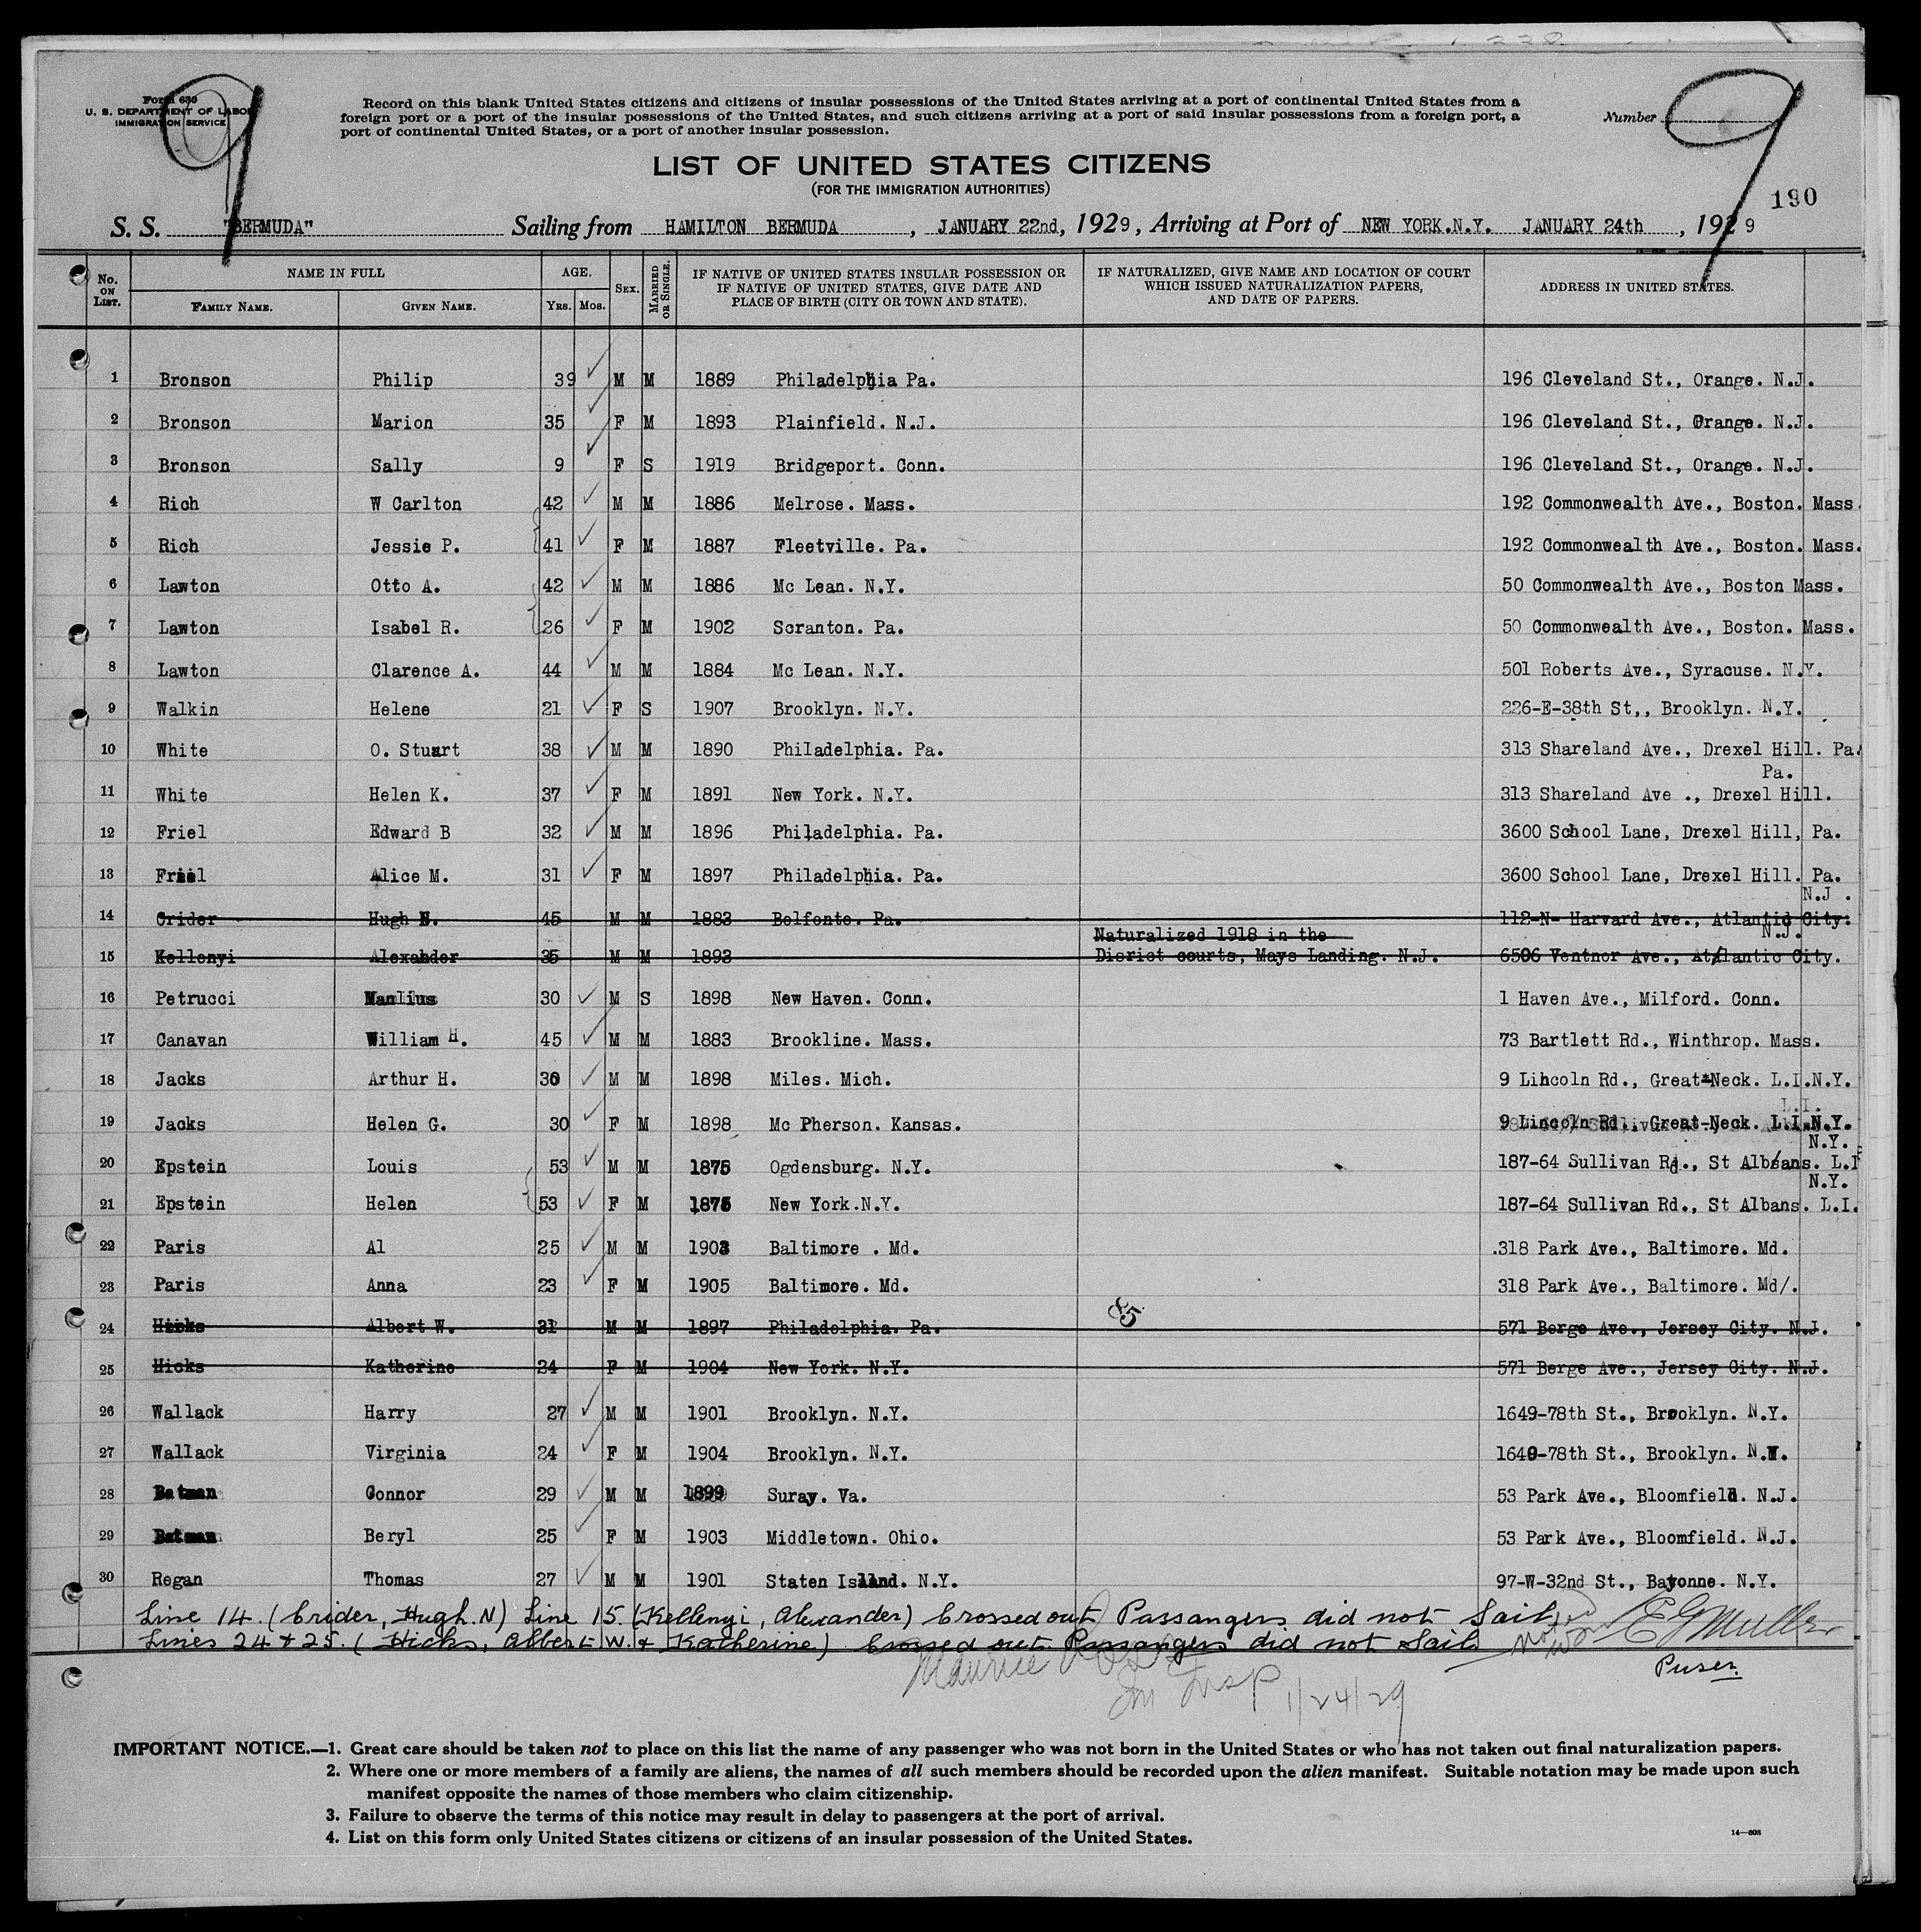 Form 630
U. S. DEPARTMENT OF LABOR
IMMIGRATION SERVICE
9
Record on this blank United States citizens and citizens of insular possessions of the United States arriving at a port of continental United States from a
foreign port or a port of the insular possessions of the United States, and such citizens arriving at a port of said insular possessions from a foreign port, a
port of continental United States, or a port of another insular possession.
Number
9
LIST OF UNITED STATES CITIZENS
(FOR THE IMMIGRATION AUTHORITIES)
190
S. S. "BERMUDA" Sailing from HAMILTON BERMUDA , JANUARY 22nd, 1929, Arriving at Port of NEW YORK.N.Y. JANUARY 24th , 1929
No. ON LIST. NAME IN FULL FAMILY NAME. GIVEN NAME. AGE. YRS. MOS. SEX. MARRIED OR SINGLE. IF NATIVE OF UNITED STATES INSULAR POSSESSION OR IF NATIVE OF UNITED STATES, GIVE DATE AND PLACE OF BIRTH (CITY OR TOWN AND STATE). IF NATURALIZED, GIVE NAME AND LOCATION OF COURT WHICH ISSUED NATURALIZATION PAPERS, AND DATE OF PAPERS. ADDRESS IN UNITED STATES.
1 Bronson Philip 39 M M 1889 Philadelphia Pa. 196 Cleveland St., Orange. N.J.
2 Bronson Marion 35 F M 1893 Plainfield. N.J. 196 Cleveland St., Orange. N.J.
3 Bronson Sally 9 F S 1919 Bridgeport. Conn. 196 Cleveland St., Orange. N.J.
4 Rich W Carlton 42 M M 1886 Melrose. Mass. 192 Commonwealth Ave., Boston. Mass.
5 Rich Jessie P. 41 F M 1887 Fleetville. Pa. 192 Commonwealth Ave., Boston. Mass.
6 Lawton Otto A. 42 M M 1886 Mc Lean. N.Y. 50 Commonwealth Ave., Boston Mass.
7 Lawton Isabel R. 26 F M 1902 Scranton. Pa. 50 Commonwealth Ave., Boston. Mass.
8 Lawton Clarence A. 44 M M 1884 Mc Lean. N.Y. 501 Roberts Ave., Syracuse. N.Y.
9 Walkin Helene 21 F S 1907 Brooklyn. N.Y. 226-E-38th St,, Brooklyn. N.Y.
10 White O. Stuart 38 M M 1890 Philadelphia. Pa. 313 Shareland Ave., Drexel Hill. Pa.
Pa.
11 White Helen K. 37 F M 1891 New York. N.Y. 313 Shareland Ave ., Drexel Hill.
12 Friel Edward B 32 M M 1896 Philadelphia. Pa. 3600 School Lane, Drexel Hill, Pa.
13 Friel Alice M. 31 F M 1897 Philadelphia. Pa. 3600 School Lane, Drexel Hill. Pa.
N.J .
14 Crider Hugh N. 45 M M 1883 Belfonte. Pa. 112-N- Harvard Ave., Atlantic City.
Naturalized 1918 in the N.J.
15 Kellenyi Alexander 35 M M 1893 Disrict courts, Mays Landing. N.J. 6506 Ventnor Ave., Atlantic City.
16 Petrucci Manlius 30 M S 1898 New Haven. Conn. 1 Haven Ave., Milford. Conn.
17 Canavan William H. 45 M M 1883 Brookline. Mass. 73 Bartlett Rd., Winthrop. Mass.
18 Jacks Arthur H. 30 M M 1898 Miles. Mich. 9 Lincoln Rd., Great-Neck. L.I.N.Y.
L.I.
19 Jacks Helen G. 30 F M 1898 Mc Pherson. Kansas. 9 Lincoln Rd., Great-Neck. L.I.N.Y.
N.Y.
20 Epstein Louis 53 M M 1875 Ogdensburg. N.Y. 187-64 Sullivan Rd., St Albans. L.I
N.Y.
21 Epstein Helen 53 F M 1875 New York.N.Y. 187-64 Sullivan Rd., St Albans. L.I.
22 Paris Al 25 M M 1903 Baltimore . Md. 318 Park Ave., Baltimore. Md.
23 Paris Anna 23 F M 1905 Baltimore. Md. 318 Park Ave., Baltimore. Md/.
24 Hicks Albert W. 31 M M 1897 Philadelphia. Pa. 571 Berge Ave., Jersey City. N.J.
25 Hicks Katherine 24 F M 1904 New York. N.Y. 571 Berge Ave., Jersey City. N.J.
26 Wallack Harry 27 M M 1901 Brooklyn. N.Y. 1649-78th St., Brooklyn. N.Y.
27 Wallack Virginia 24 F M 1904 Brooklyn. N.Y. 1649-78th St., Brooklyn. N.Y.
28 Batman Connor 29 M M 1899 Suray. Va. 53 Park Ave., Bloomfield. N.J.
29 Batman Beryl 25 F M 1903 Middletown. Ohio. 53 Park Ave., Bloomfield. N.J.
30 Regan Thomas 27 M M 1901 Staten Island. N.Y. 97-W-32nd St., Bayonne. N.Y.
Line 14. (Crider, Hugh. N) Line 15. (Kellenyi, Alexander) Crossed out Passangers did not Sail
Lines 24 + 25. ( Hicks, Albert W. & Katherine) Crossed out Passangers did not Sail E G Muller
Purser.
Maurice
Im Insp 1/24/29
IMPORTANT NOTICE.—1. Great care should be taken not to place on this list the name of any passenger who was not born in the United States or who has not taken out final naturalization papers.
2. Where one or more members of a family are aliens, the names of all such members should be recorded upon the alien manifest. Suitable notation may be made upon such
manifest opposite the names of those members who claim citizenship.
3. Failure to observe the terms of this notice may result in delay to passengers at the port of arrival.
4. List on this form only United States citizens or citizens of an insular possession of the United States.
14—608